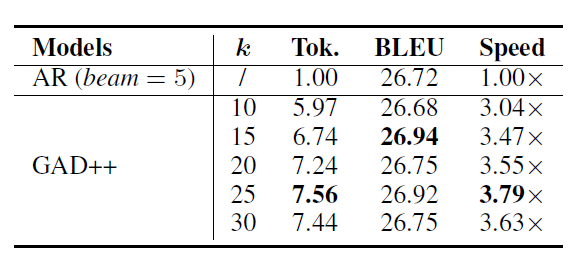 Models k Tok. BLEU Speed
AR (beam = 5) / 1.00 26.72 1.00×
10 5.97 26.68 3.04×
15 6.74 26.94 3.47×
GAD++ 20 7.24 26.75 3.55×
25 7.56 26.92 3.79×
30 7.44 26.75 3.63×